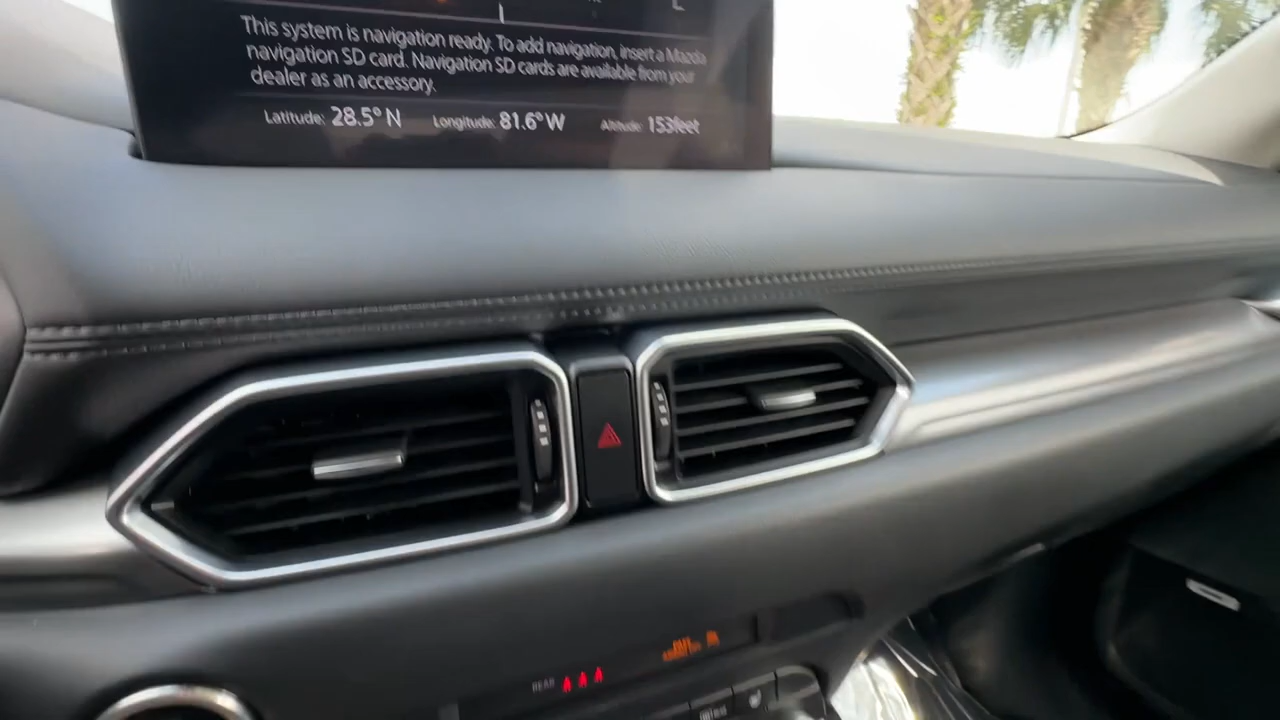 This system is navigation ready. To add navigation, insert a Mazda
navigation SD card. Navigation SD cards are available from your
dealer as an accessory.
Latitude: 28.5° N Longitude: 81.6° W Altitude: 153feet
REAR